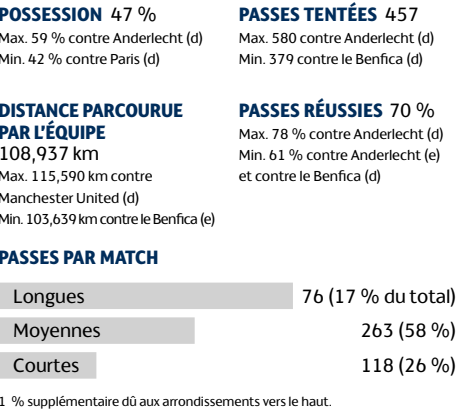 POSSESSION 47 %
Max. 59 % contre Anderlecht (d)
Min. 42 % contre Paris (d)
PASSES TENTÉES 457
Max. 580 contre Anderlecht (d)
Min. 379 contre le Benfica (d)
DISTANCE PARCOURUE
PAR L'ÉQUIPE
108,937 km
Max. 115,590 km contre
Manchester United (d)
Min. 103,639 km contre le Benfica (e)
PASSES RÉUSSIES 70 %
Max. 78 % contre Anderlecht (d)
Min. 61 % contre Anderlecht (e)
et contre le Benfica (d)
PASSES PAR MATCH
Longues 76 (17 % du total)
Moyennes 263 (58 %)
Courtes 118 (26 %)
1 % supplémentaire dû aux arrondissements vers le haut.